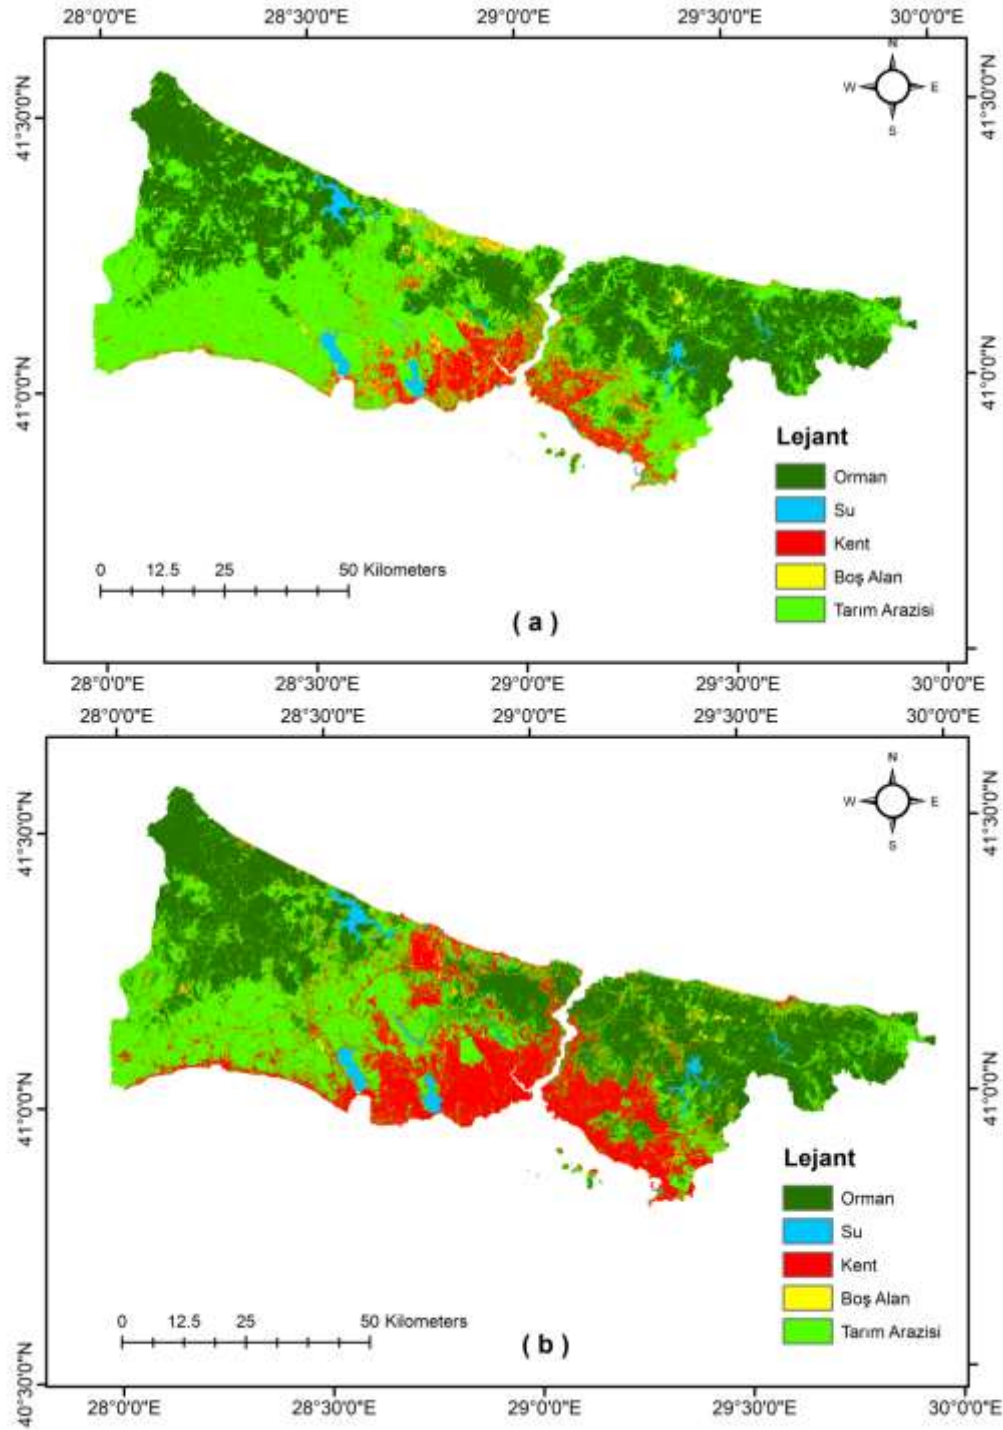 28°0'0"E 28°30'0"E 29°0'0"E 29°30'0"E 30°0'0"E
N
W E
S
41°30'0"N 41°30'0"N
41°0'0"N 41°0'0"N
Lejant
Orman
Su
Kent
Boş Alan
Tarım Arazisi
0 12.5 25 50 Kilometers
( a )
28°0'0"E 28°30'0"E 29°0'0"E 29°30'0"E 30°0'0"E
28°0'0"E 28°30'0"E 29°0'0"E 29°30'0"E 30°0'0"E
N
W E
S
41°30'0"N 41°30'0"N
41°0'0"N 41°0'0"N
Lejant
Orman
Su
Kent
Boş Alan
Tarım Arazisi
0 12.5 25 50 Kilometers
( b )
40°30'0"N
28°0'0"E 28°30'0"E 29°0'0"E 29°30'0"E 30°0'0"E